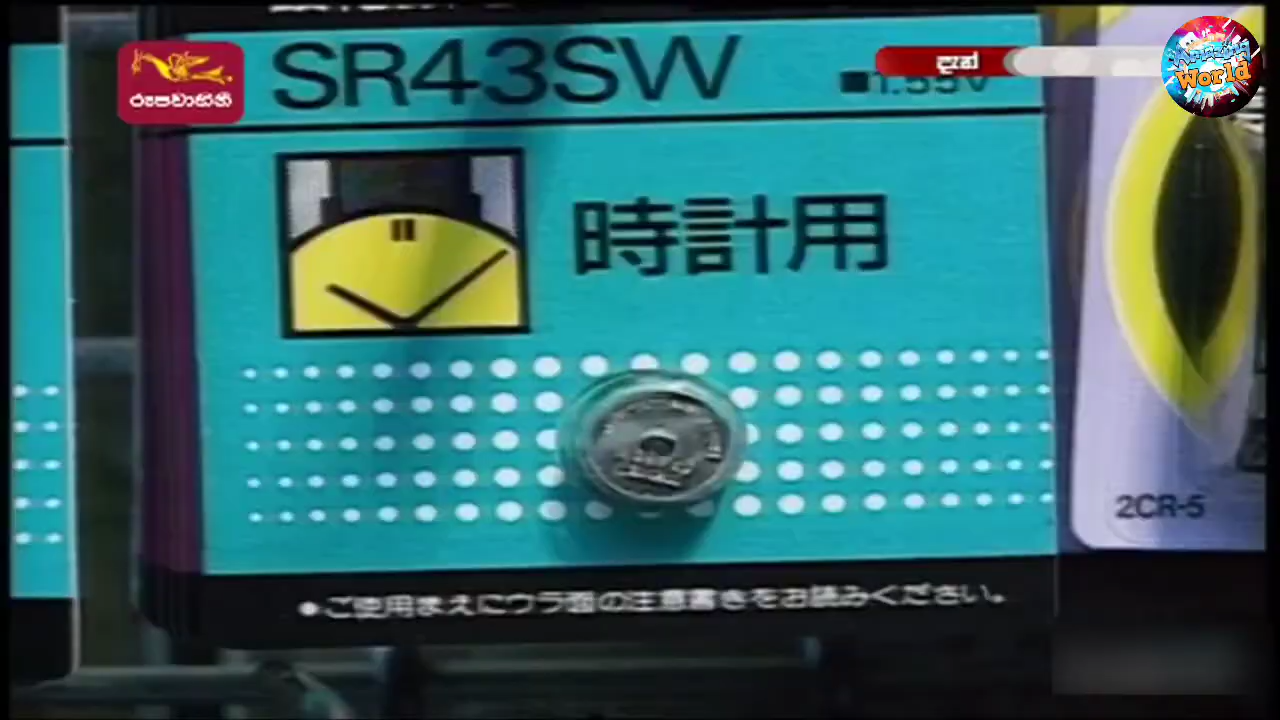 SR43SW
■1.55V
දැන්
රූපවාහිනී
World
時計用
2CR-5
●ご使用まえにウラ面の注意書きをお読みください。